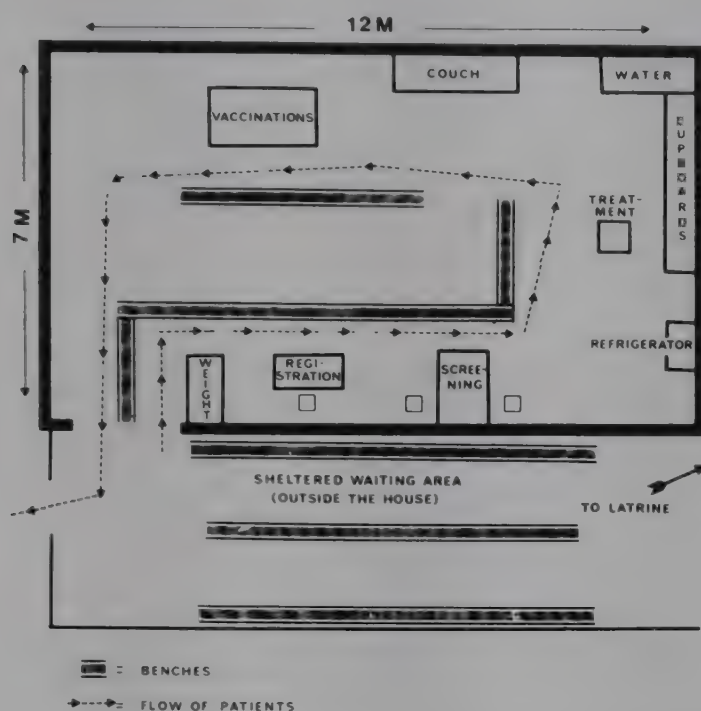 12 M
COUCH
WATER
VACCINATIONS
CUPBOARDS
7 M
TREAT-
MENT
REFRIGERATOR
WEIGHT
REGI-
STRATION
SCREE-
NING
SHELTERED WAITING AREA
(OUTSIDE THE HOUSE)
TO LATRINE
= BENCHES
= FLOW OF PATIENTS